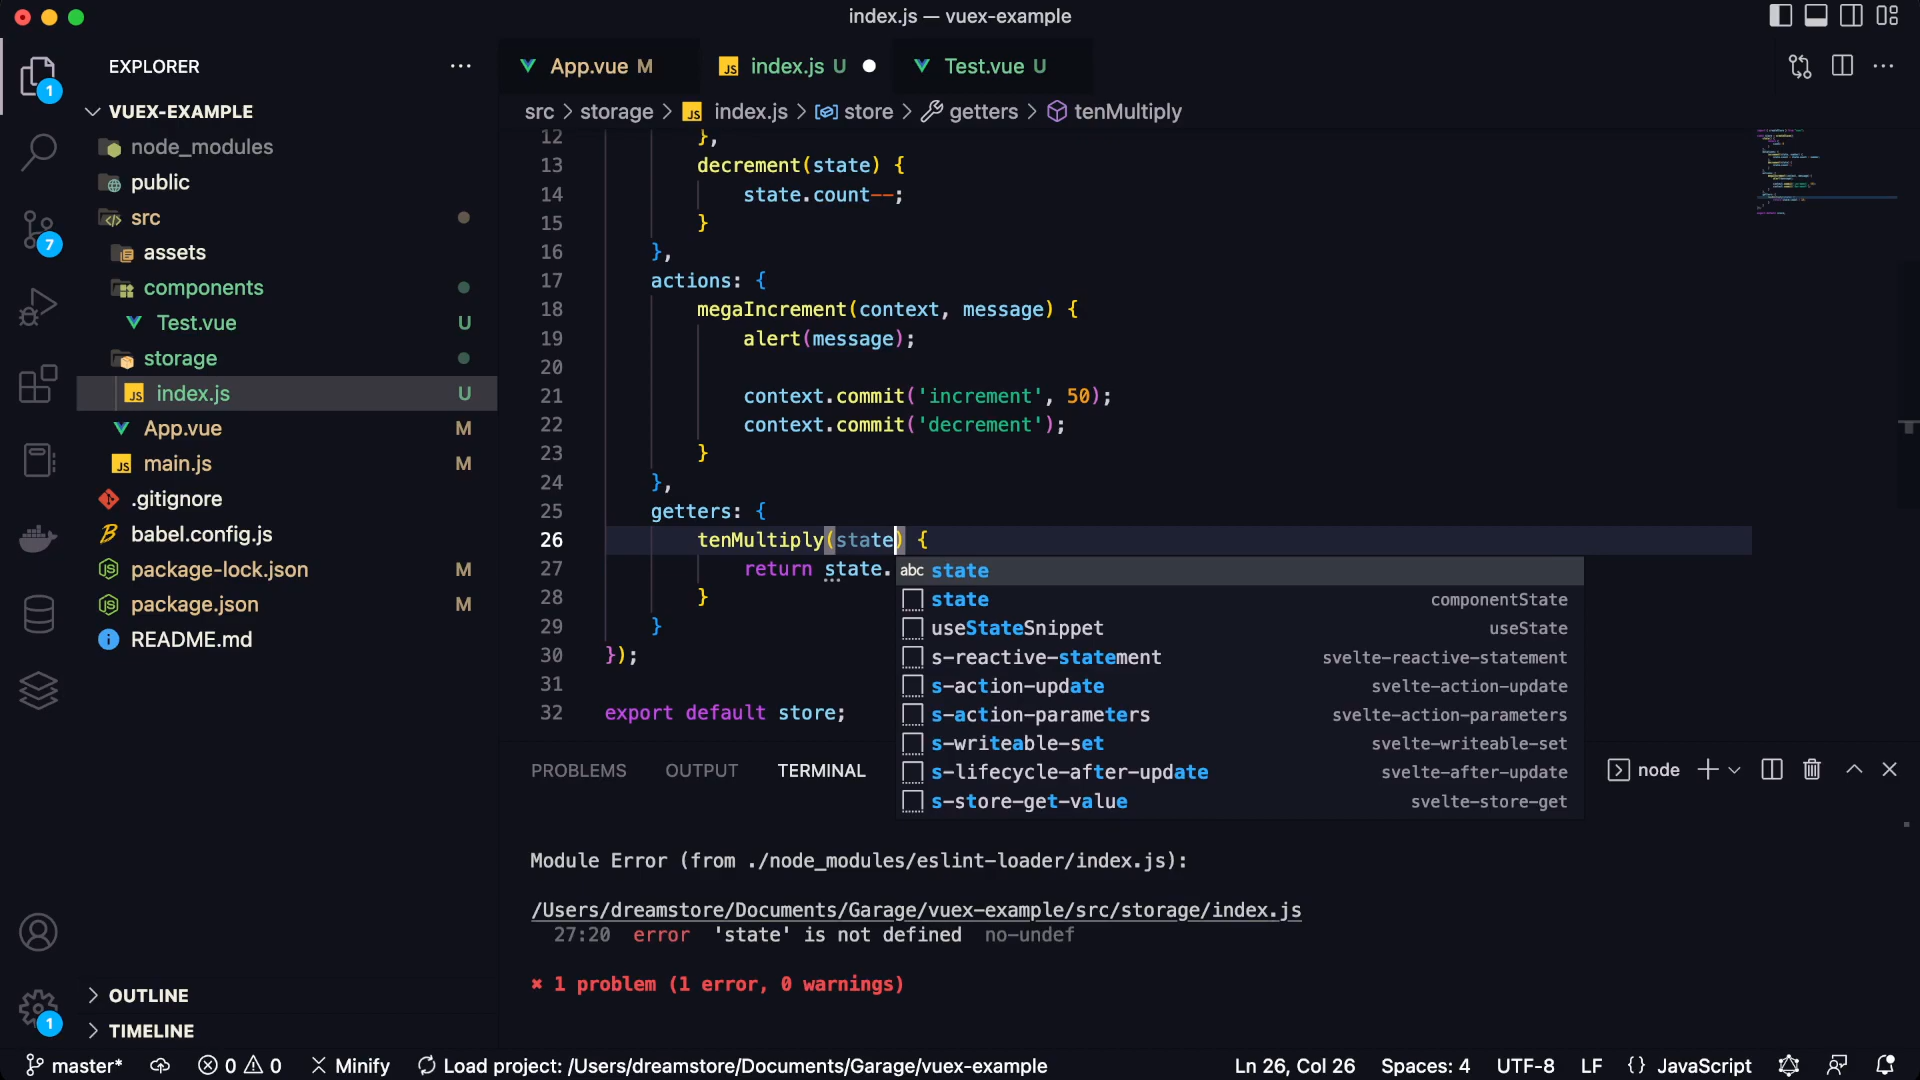 index.js — vuex-example
EXPLORER
VUEX-EXAMPLE
node_modules
public
src
assets
components
Test.vue U
storage
index.js U
App.vue M
main.js M
.gitignore
babel.config.js
package-lock.json M
package.json M
README.md
OUTLINE
TIMELINE
1
7
1
App.vue M
JS index.js U
Test.vue U
src > storage > JS index.js > store > getters > tenMultiply
12 },
13 decrement(state) {
14 state.count--;
15 }
16 },
17 actions: {
18 megaIncrement(context, message) {
19 alert(message);
20
21 context.commit('increment', 50);
22 context.commit('decrement');
23 }
24 },
25 getters: {
26 tenMultiply(state) {
27 return state.
28 }
29 }
30 });
31
32 export default store;
abc state
state componentState
useStateSnippet useState
s-reactive-statement svelte-reactive-statement
s-action-update svelte-action-update
s-action-parameters svelte-action-parameters
s-writeable-set svelte-writeable-set
s-lifecycle-after-update svelte-after-update
s-store-get-value svelte-store-get
PROBLEMS OUTPUT TERMINAL
node
Module Error (from ./node_modules/eslint-loader/index.js):
/Users/dreamstore/Documents/Garage/vuex-example/src/storage/index.js
27:20 error 'state' is not defined no-undef
✖ 1 problem (1 error, 0 warnings)
master* 0 0 Minify Load project: /Users/dreamstore/Documents/Garage/vuex-example Ln 26, Col 26 Spaces: 4 UTF-8 LF {} JavaScript